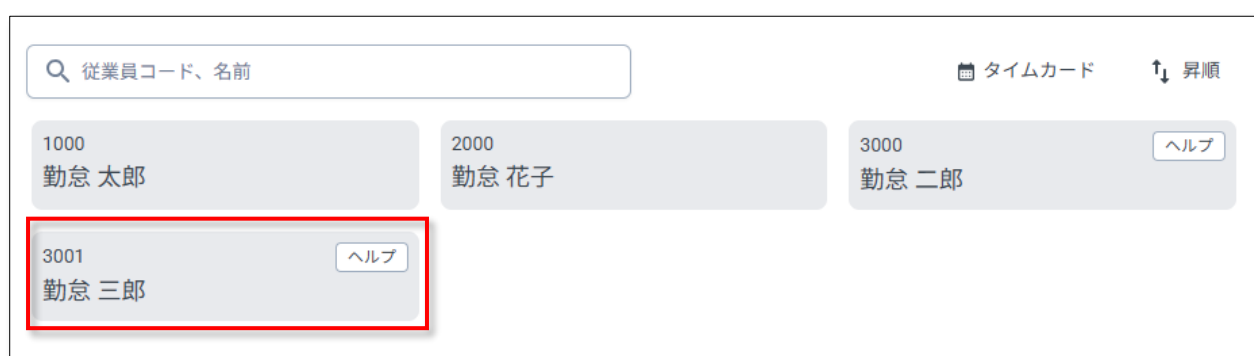 従業員コード、名前
タイムカード
昇順
1000
勤怠 太郎
2000
勤怠 花子
3000
ヘルプ
勤怠 二郎
3001
ヘルプ
勤怠 三郎